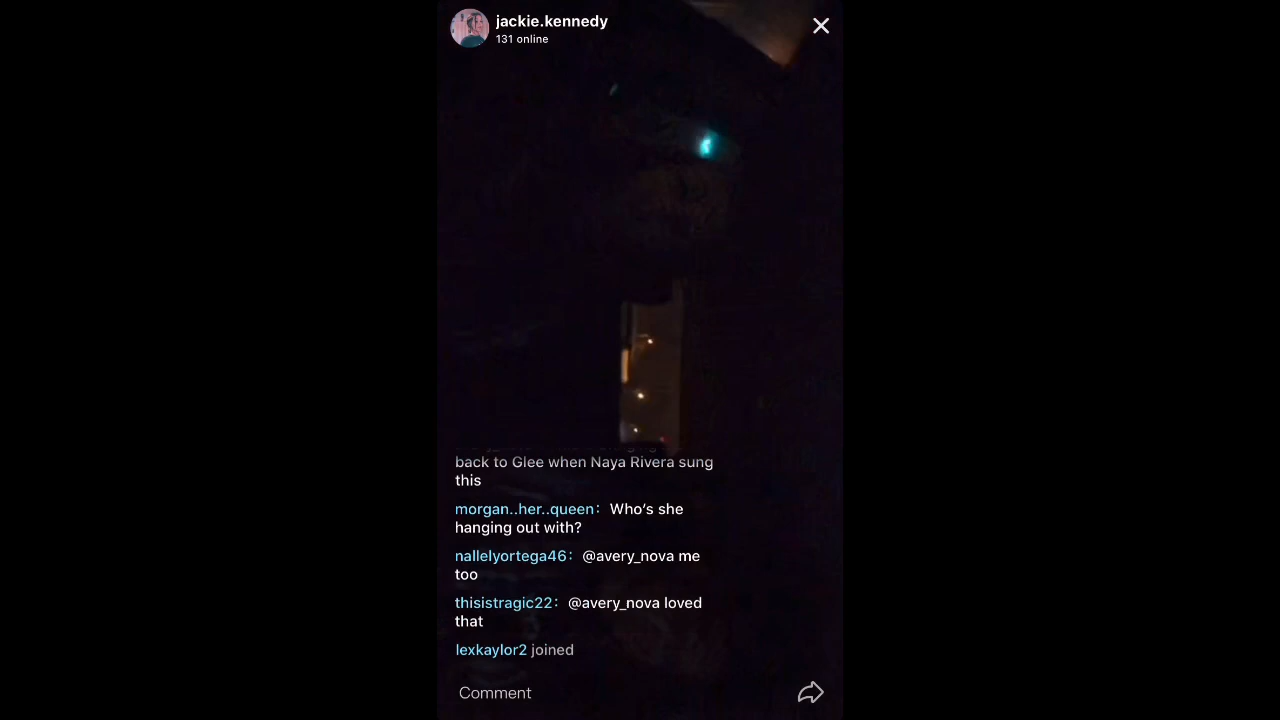 jackie.kennedy
131 online
back to Glee when Naya Rivera sung
this
morgan..her..queen: Who's she
hanging out with?
nallelyortega46: @avery_nova me
too
thisistragic22: @avery_nova loved
that
lexkaylor2 joined
Comment